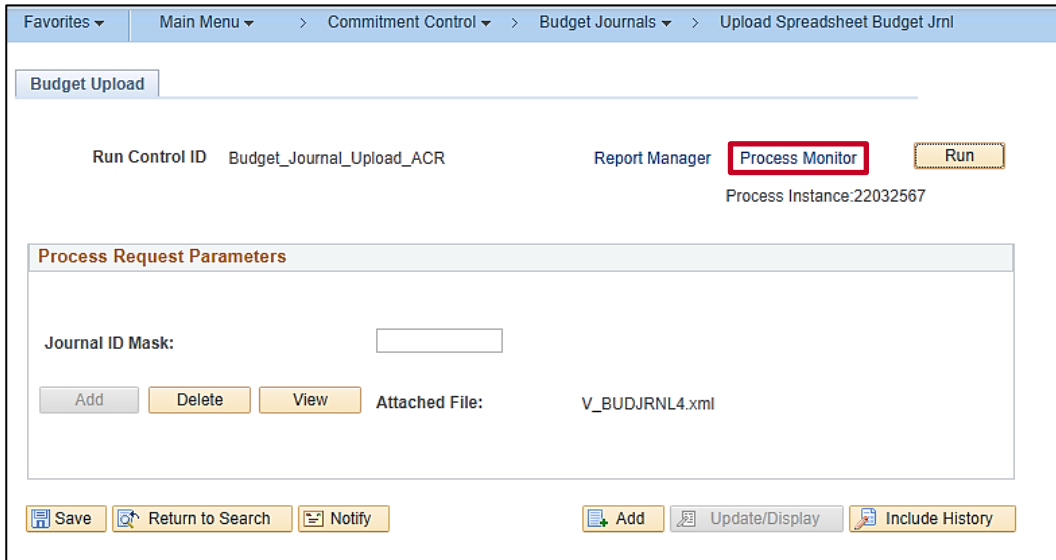 Favorites Main Menu > Commitment Control > Budget Journals > Upload Spreadsheet Budget Jrnl
Budget Upload
Run Control ID Budget_Journal_Upload_ACR Report Manager Process Monitor Run
Process Instance:22032567
Process Request Parameters
Journal ID Mask:
Add Delete View Attached File: V_BUDJRNL4.xml
Save Return to Search Notify Add Update/Display Include History